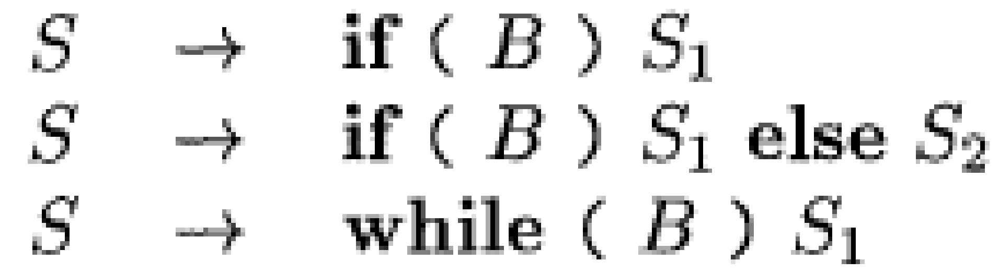 S → if ( B ) S₁
S → if ( B ) S₁ else S₂
S → while ( B ) S₁